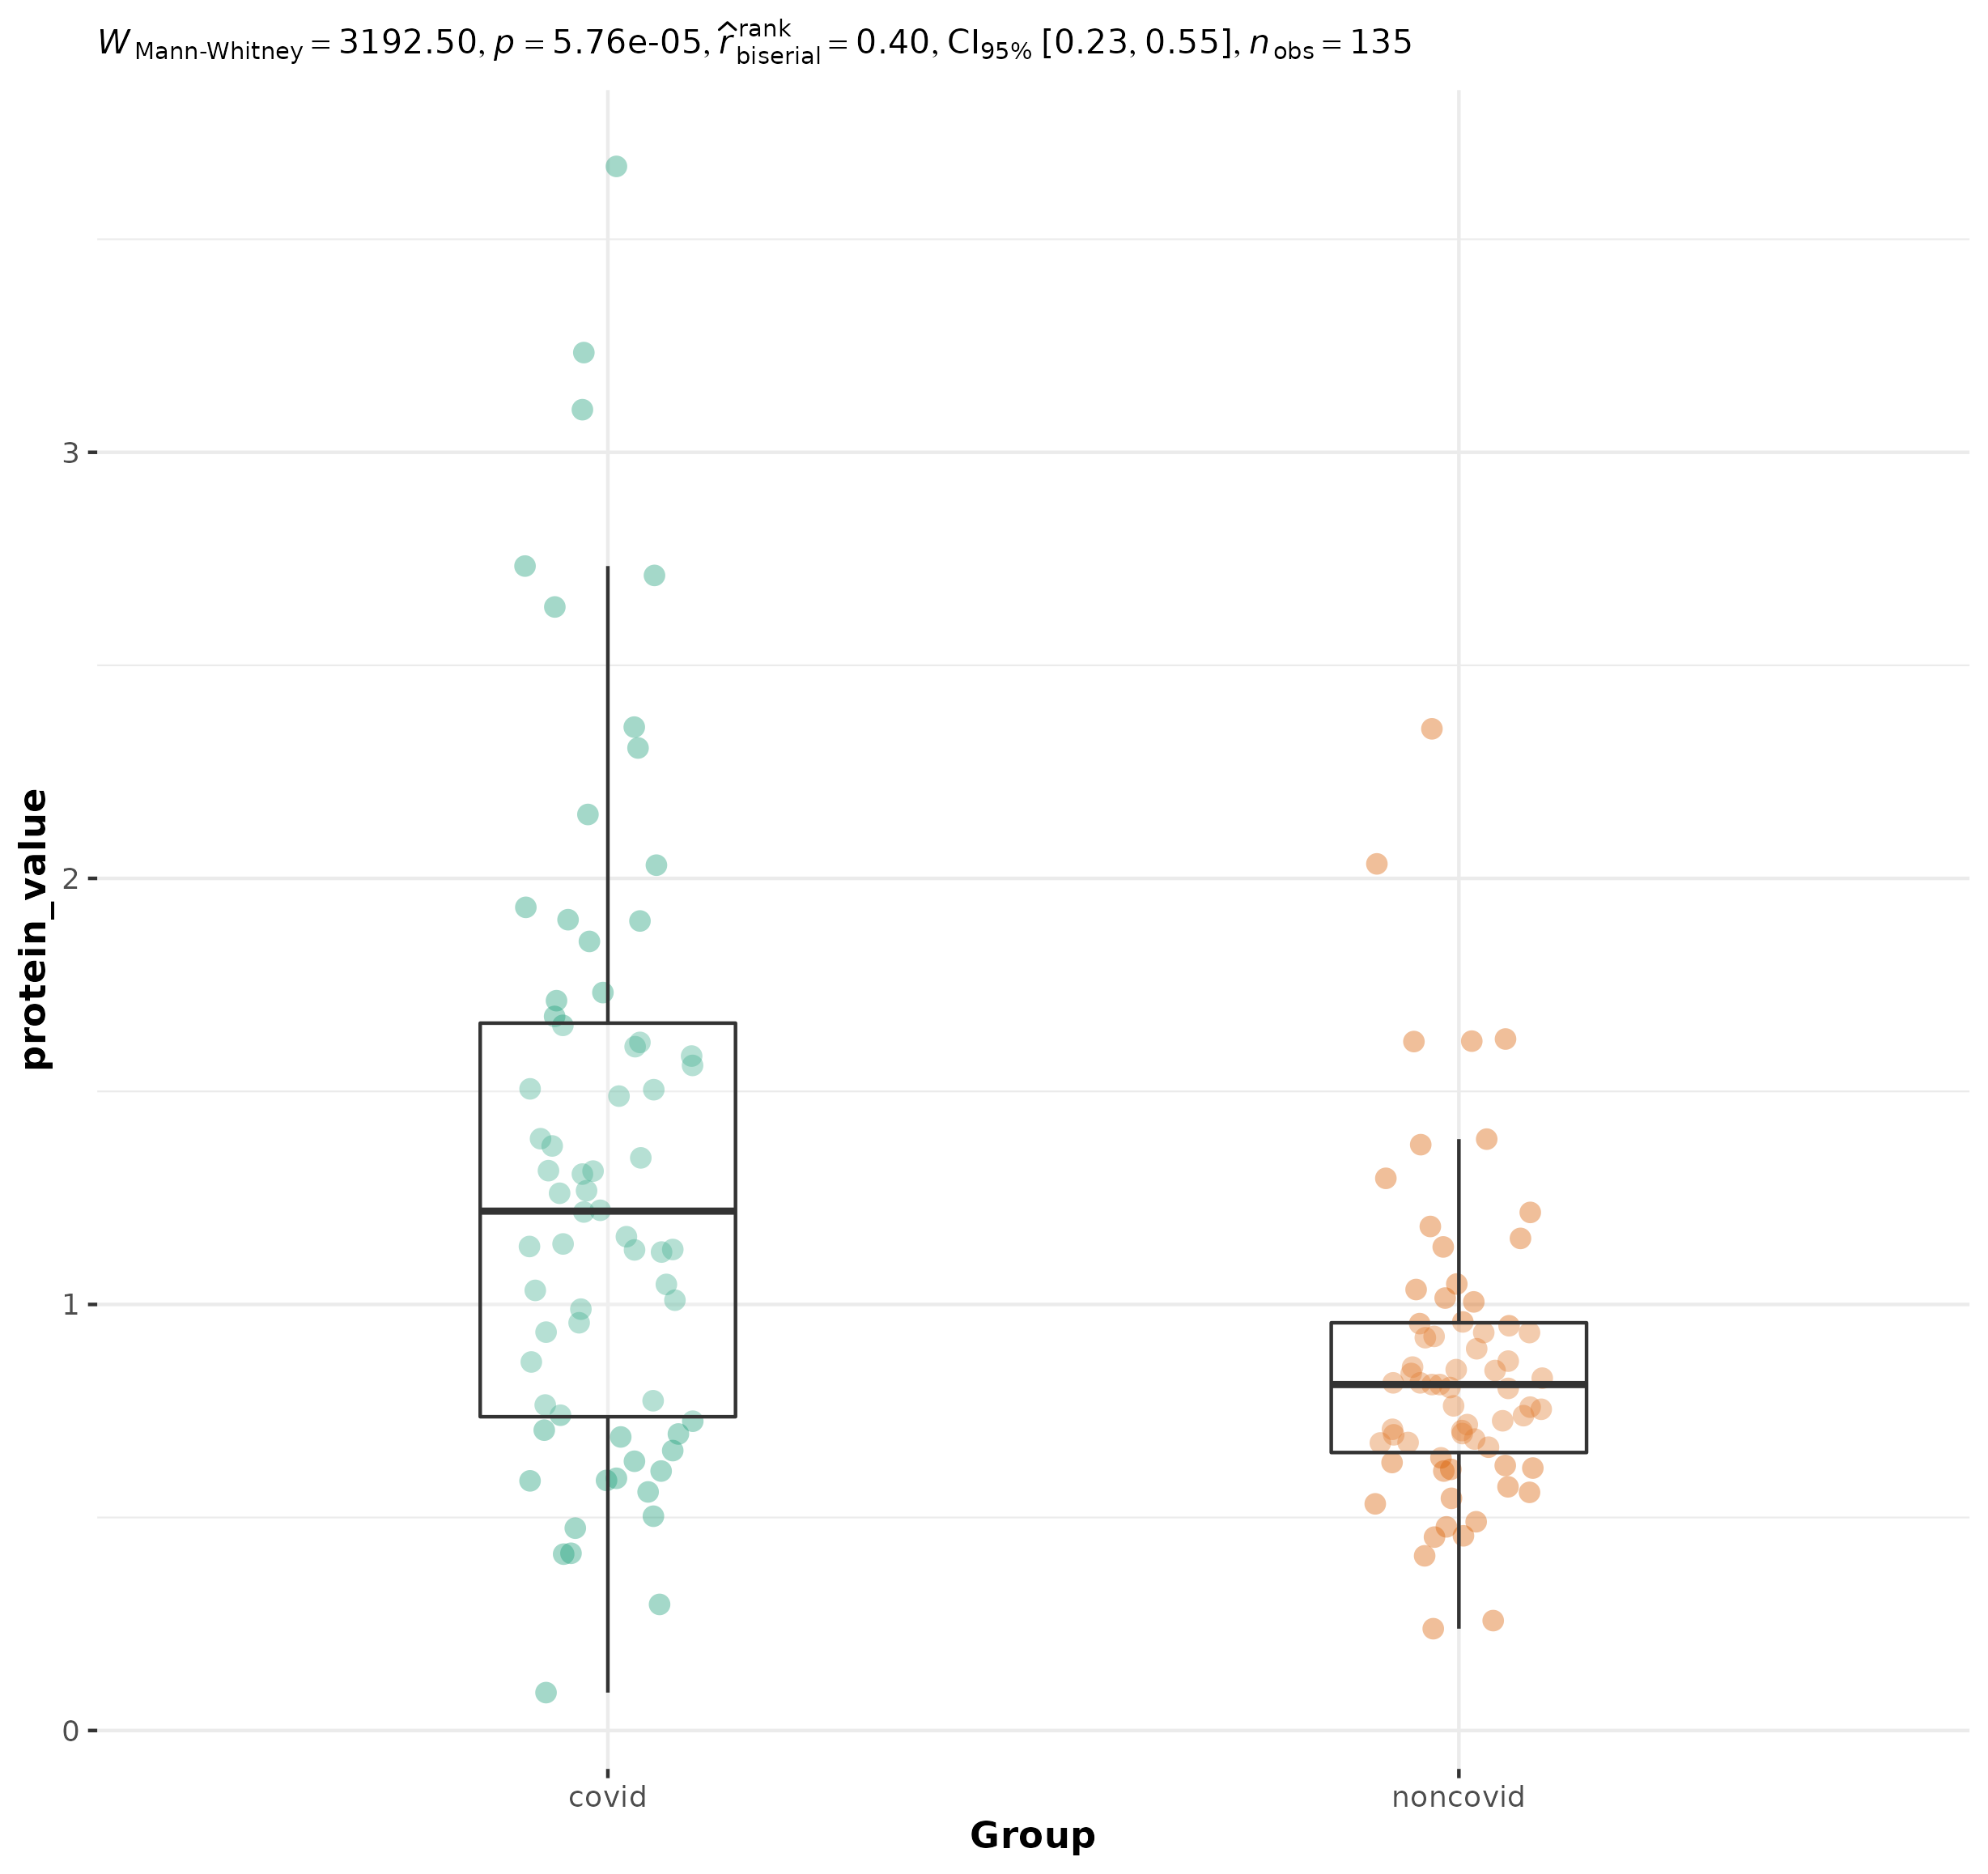 W Mann-Whitney = 3192.50, p = 5.76e-05, r̂ rank biserial = 0.40, CI95% [0.23, 0.55], nobs = 135
3
2
1
0
protein_value
covid noncovid
Group